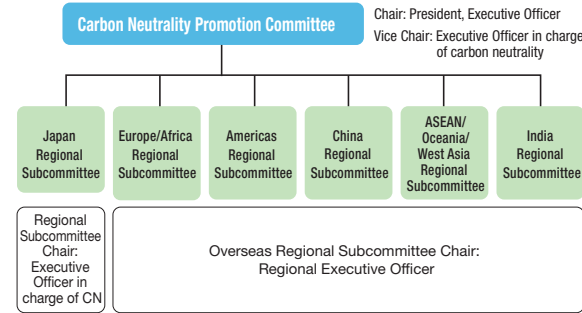 Carbon Neutrality Promotion Committee
Chair: President, Executive Officer
Vice Chair: Executive Officer in charge
of carbon neutrality
Japan
Regional
Subcommittee
Europe/Africa
Regional
Subcommittee
Americas
Regional
Subcommittee
China
Regional
Subcommittee
ASEAN/
Oceania/
West Asia
Regional
Subcommittee
India
Regional
Subcommittee
Regional
Subcommittee
Chair:
Executive
Officer in
charge of CN
Overseas Regional Subcommittee Chair:
Regional Executive Officer